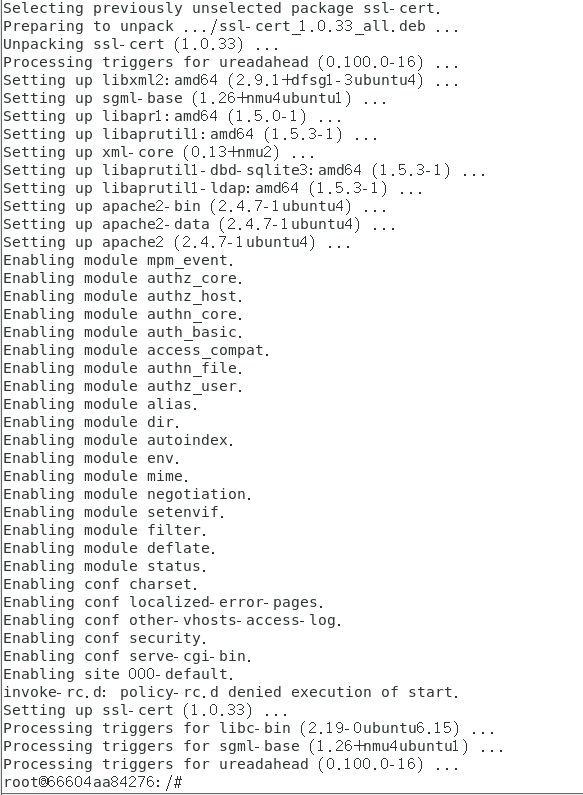 Selecting previously unselected package ssl-cert.
Preparing to unpack .../ssl-cert_1.0.33_all.deb ...
Unpacking ssl-cert (1.0.33) ...
Processing triggers for ureadahead (0.100.0-16) ...
Setting up libxml2:amd64 (2.9.1+dfsg1-3ubuntu4) ...
Setting up sgml-base (1.26+nmu4ubuntu1) ...
Setting up libapr1:amd64 (1.5.0-1) ...
Setting up libaprutil1:amd64 (1.5.3-1) ...
Setting up xml-core (0.13+nmu2) ...
Setting up libaprutil1-dbd-sqlite3:amd64 (1.5.3-1) ...
Setting up libaprutil1-ldap:amd64 (1.5.3-1) ...
Setting up apache2-bin (2.4.7-1ubuntu4) ...
Setting up apache2-data (2.4.7-1ubuntu4) ...
Setting up apache2 (2.4.7-1ubuntu4) ...
Enabling module mpm_event.
Enabling module authz_core.
Enabling module authz_host.
Enabling module authn_core.
Enabling module auth_basic.
Enabling module access_compat.
Enabling module authn_file.
Enabling module authz_user.
Enabling module alias.
Enabling module dir.
Enabling module autoindex.
Enabling module env.
Enabling module mime.
Enabling module negotiation.
Enabling module setenvif.
Enabling module filter.
Enabling module deflate.
Enabling module status.
Enabling conf charset.
Enabling conf localized-error-pages.
Enabling conf other-vhosts-access-log.
Enabling conf security.
Enabling conf serve-cgi-bin.
Enabling site 000-default.
invoke-rc.d: policy-rc.d denied execution of start.
Setting up ssl-cert (1.0.33) ...
Processing triggers for libc-bin (2.19-0ubuntu6.15) ...
Processing triggers for sgml-base (1.26+nmu4ubuntu1) ...
Processing triggers for ureadahead (0.100.0-16) ...
root@66604aa84276:/#